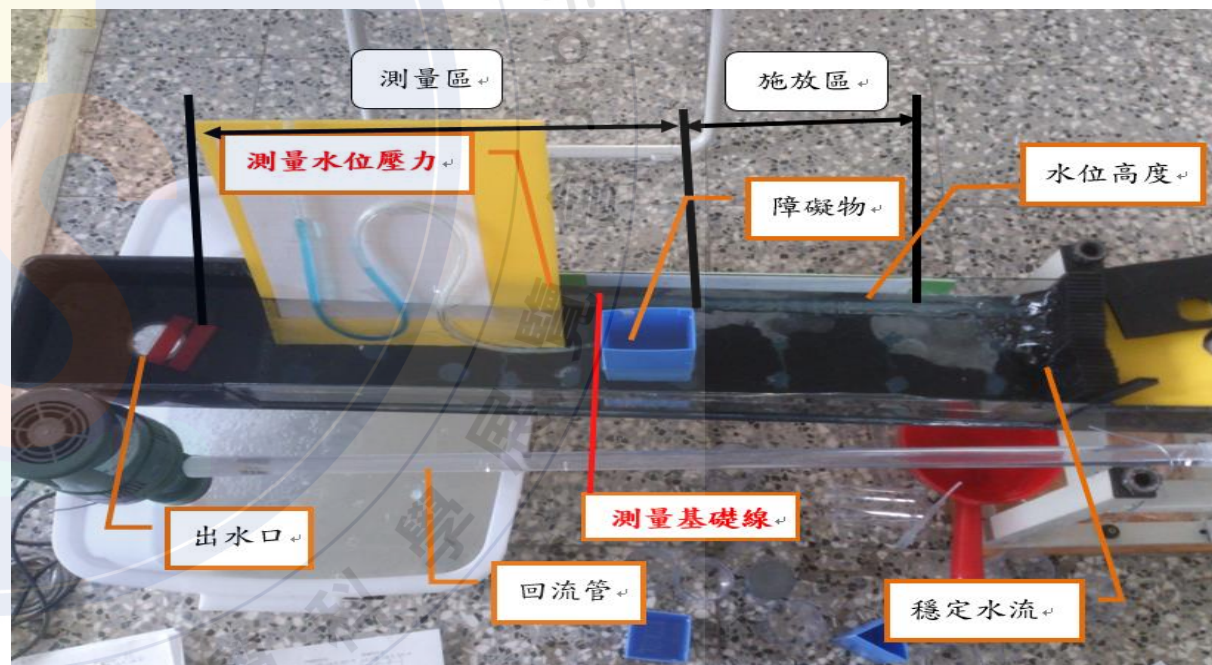 測量區
施放區
測量水位壓力
水位高度
障礙物
測量基礎線
出水口
回流管
穩定水流